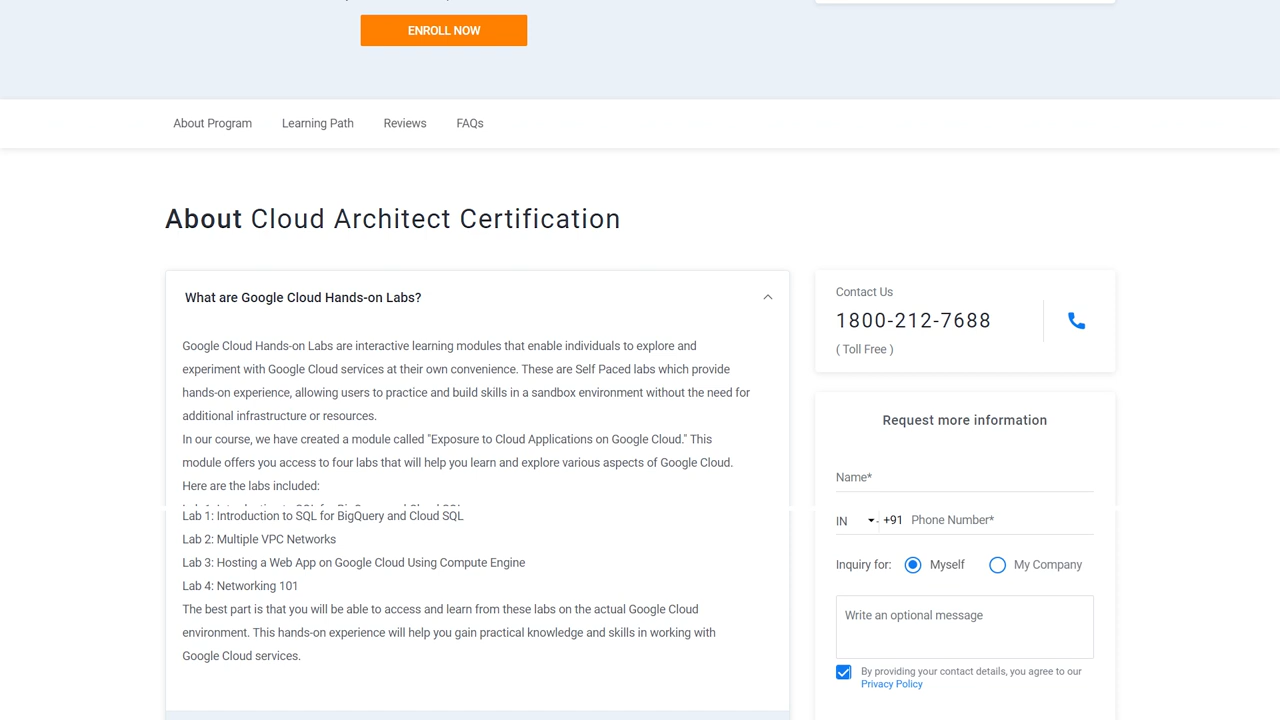 ENROLL NOW
About Program
Learning Path
Reviews
FAQs
About Cloud Architect Certification
What are Google Cloud Hands-on Labs?
Google Cloud Hands-on Labs are interactive learning modules that enable individuals to explore and
experiment with Google Cloud services at their own convenience. These are Self Paced labs which provide
hands-on experience, allowing users to practice and build skills in a sandbox environment without the need for
additional infrastructure or resources.
In our course, we have created a module called "Exposure to Cloud Applications on Google Cloud." This
module offers you access to four labs that will help you learn and explore various aspects of Google Cloud.
Here are the labs included:
Lab 1: Introduction to SQL for BigQuery and Cloud SQL
Lab 2: Multiple VPC Networks
Lab 3: Hosting a Web App on Google Cloud Using Compute Engine
Lab 4: Networking 101
The best part is that you will be able to access and learn from these labs on the actual Google Cloud
environment. This hands-on experience will help you gain practical knowledge and skills in working with
Google Cloud services.
Contact Us
1800-212-7688
( Toll Free )
Request more information
Name*
IN +91 Phone Number*
Inquiry for: Myself My Company
Write an optional message
By providing your contact details, you agree to our
Privacy Policy